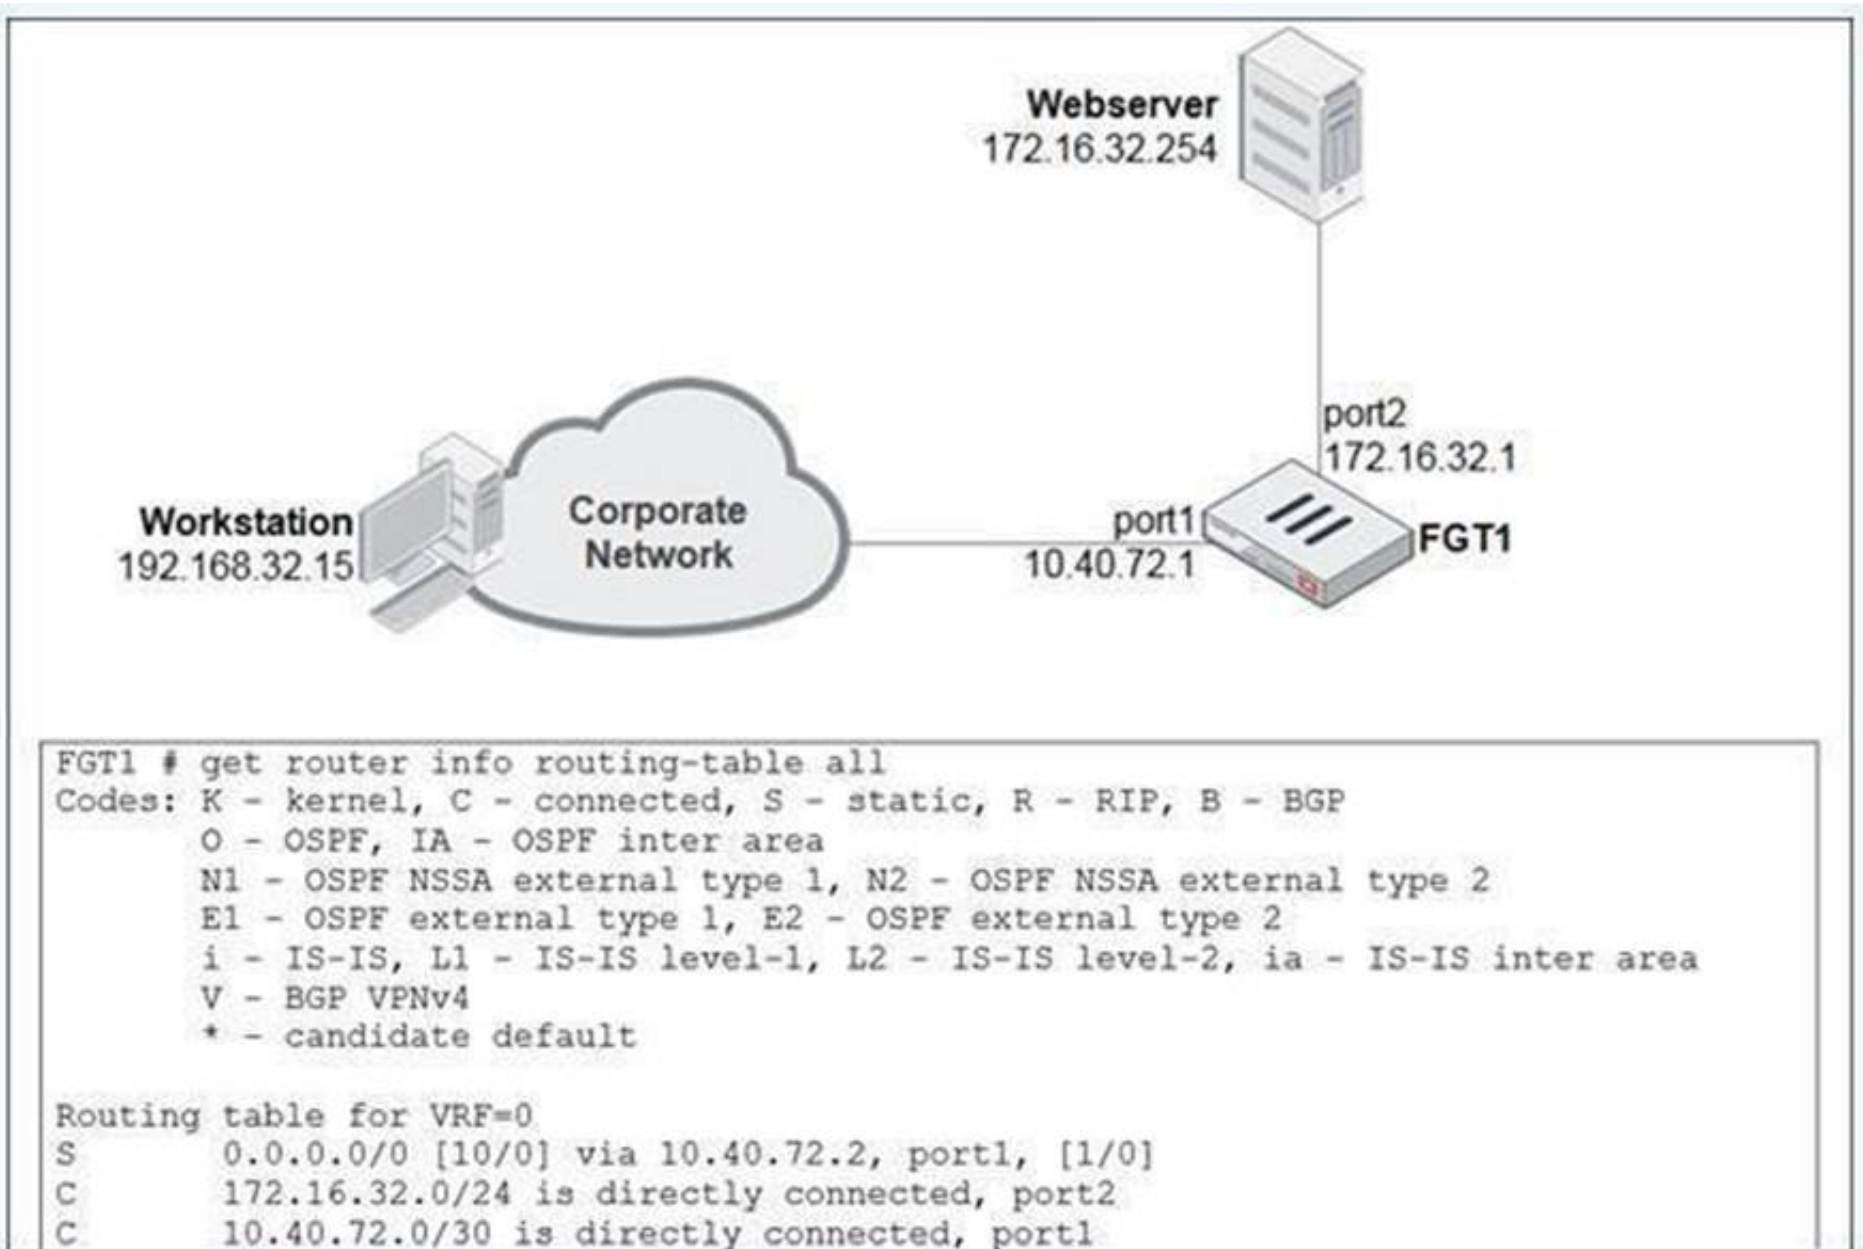 Webserver
172.16.32.254
port2
172.16.32.1
Workstation
192.168.32.15
Corporate
Network
port1
10.40.72.1
FGT1
FGT1 # get router info routing-table all
Codes: K - kernel, C - connected, S - static, R - RIP, B - BGP
O - OSPF, IA - OSPF inter area
N1 - OSPF NSSA external type 1, N2 - OSPF NSSA external type 2
E1 - OSPF external type 1, E2 - OSPF external type 2
i - IS-IS, L1 - IS-IS level-1, L2 - IS-IS level-2, ia - IS-IS inter area
V - BGP VPNv4
* - candidate default
Routing table for VRF=0
S 0.0.0.0/0 [10/0] via 10.40.72.2, port1, [1/0]
C 172.16.32.0/24 is directly connected, port2
C 10.40.72.0/30 is directly connected, port1